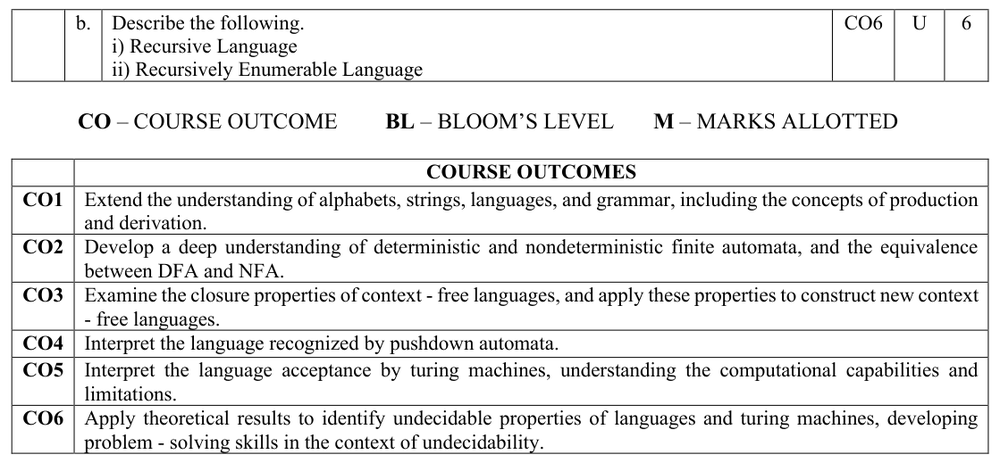 b. Describe the following. CO6 U 6
i) Recursive Language
ii) Recursively Enumerable Language
CO – COURSE OUTCOME BL – BLOOM’S LEVEL M – MARKS ALLOTTED
COURSE OUTCOMES
CO1 Extend the understanding of alphabets, strings, languages, and grammar, including the concepts of production
and derivation.
CO2 Develop a deep understanding of deterministic and nondeterministic finite automata, and the equivalence
between DFA and NFA.
CO3 Examine the closure properties of context - free languages, and apply these properties to construct new context
- free languages.
CO4 Interpret the language recognized by pushdown automata.
CO5 Interpret the language acceptance by turing machines, understanding the computational capabilities and
limitations.
CO6 Apply theoretical results to identify undecidable properties of languages and turing machines, developing
problem - solving skills in the context of undecidability.